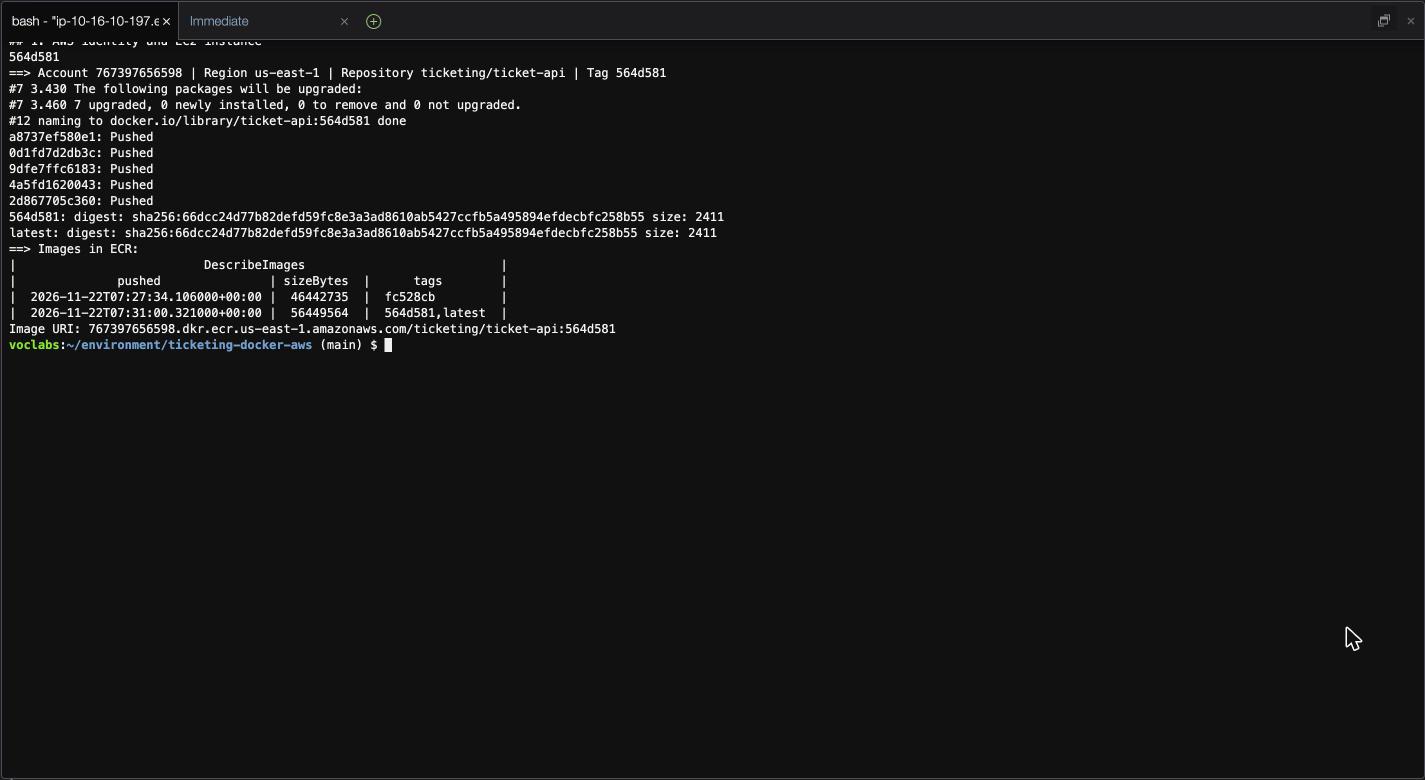 bash - "ip-10-16-10-197.e × Immediate ×
## 1. AWS identity and EC2 instance
564d581
==> Account 767397656598 | Region us-east-1 | Repository ticketing/ticket-api | Tag 564d581
#7 3.430 The following packages will be upgraded:
#7 3.460 7 upgraded, 0 newly installed, 0 to remove and 0 not upgraded.
#12 naming to docker.io/library/ticket-api:564d581 done
a8737ef580e1: Pushed
0d1fd7d2db3c: Pushed
9dfe7ffc6183: Pushed
4a5fd1620043: Pushed
2d867705c360: Pushed
564d581: digest: sha256:66dcc24d77b82defd59fc8e3a3ad8610ab5427ccfb5a495894efdecbfc258b55 size: 2411
latest: digest: sha256:66dcc24d77b82defd59fc8e3a3ad8610ab5427ccfb5a495894efdecbfc258b55 size: 2411
==> Images in ECR:
| DescribeImages |
| pushed | sizeBytes | tags |
| 2026-11-22T07:27:34.106000+00:00 | 46442735 | fc528cb |
| 2026-11-22T07:31:00.321000+00:00 | 56449564 | 564d581,latest |
Image URI: 767397656598.dkr.ecr.us-east-1.amazonaws.com/ticketing/ticket-api:564d581
voclabs:~/environment/ticketing-docker-aws (main) $